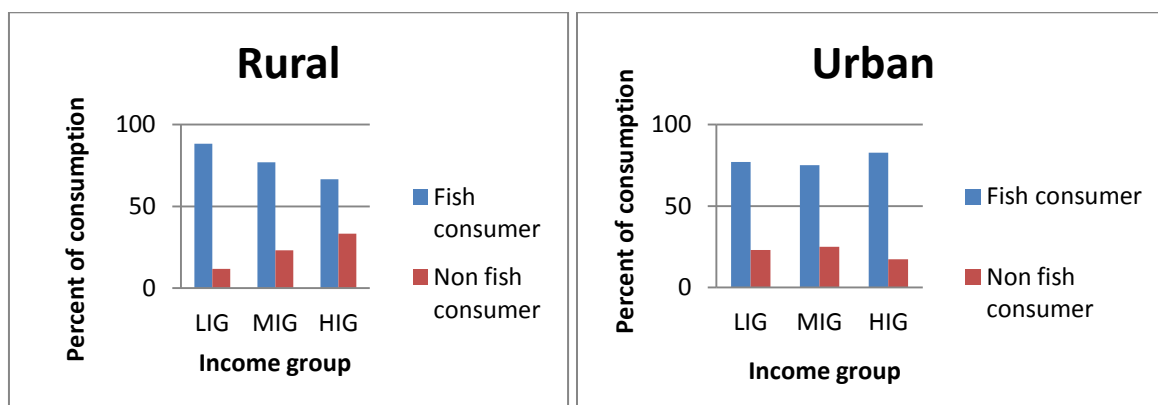 Rural
Percent of consumption
100
50
0
LIG MIG HIG
Income group
Fish
consumer
Non fish
consumer
Urban
Percent of consumption
100
50
0
LIG MIG HIG
Income group
Fish consumer
Non fish
consumer